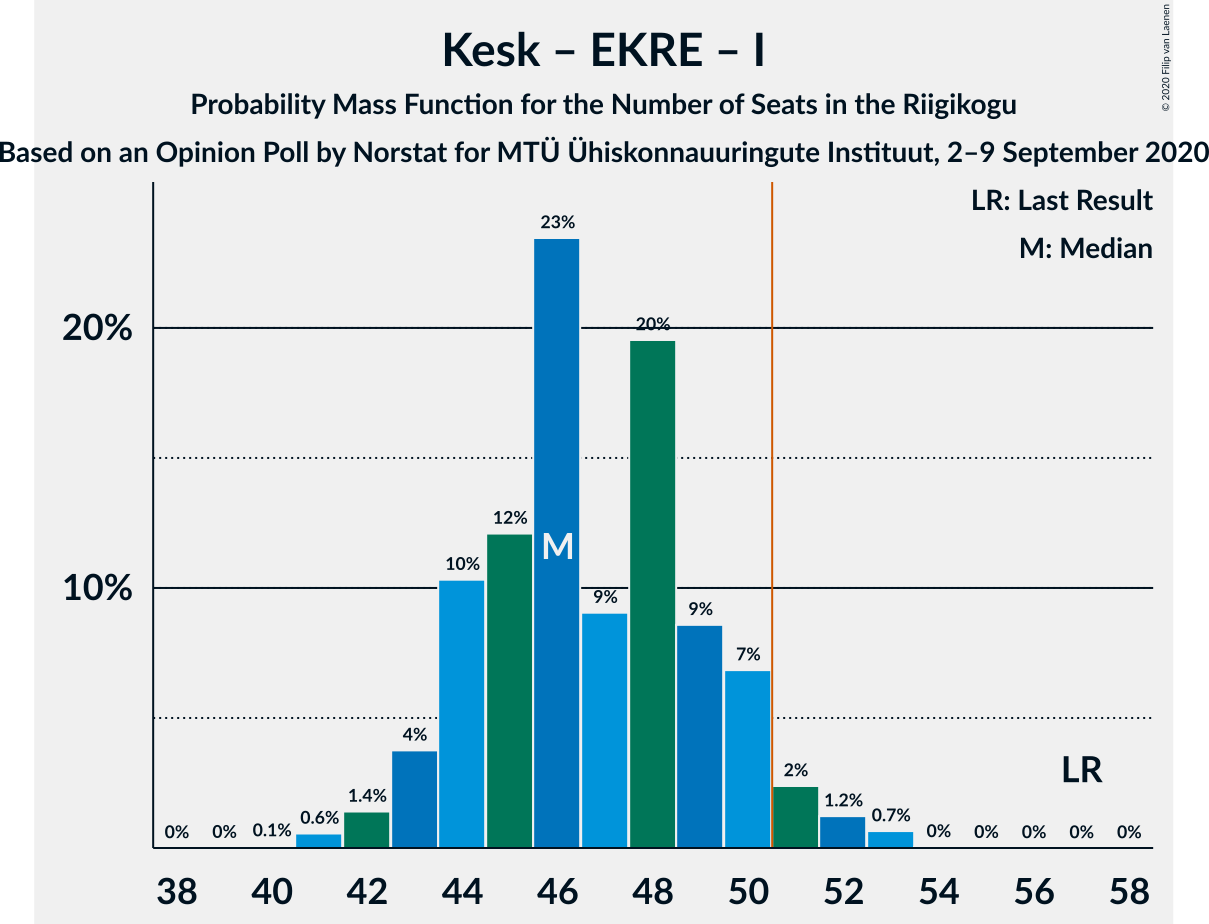 Kesk – EKRE – I
Probability Mass Function for the Number of Seats in the Riigikogu
Based on an Opinion Poll by Norstat for MTÜ Ühiskonnauuringute Instituut, 2–9 September 2020
© 2020 Filip van Laenen
LR: Last Result
M: Median
20%
10%
0%
0%
0.1%
0.6%
1.4%
4%
10%
12%
23%
9%
20%
9%
7%
2%
1.2%
0.7%
0%
0%
0%
0%
0%
M
LR
38 40 42 44 46 48 50 52 54 56 58